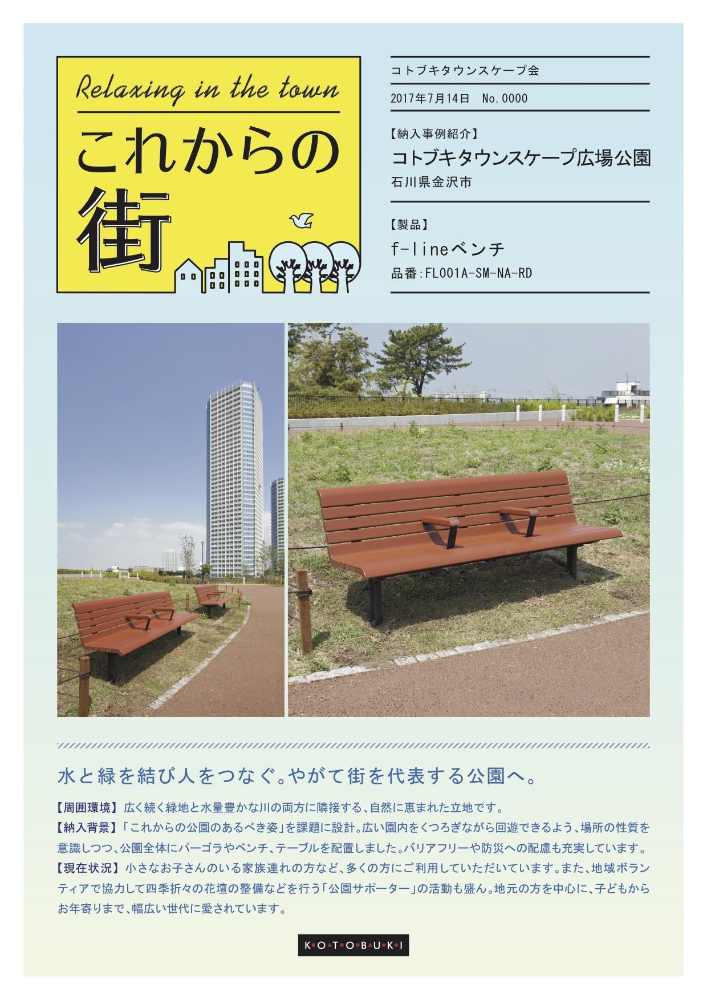 Relaxing in the town
これからの
街
コトブキタウンスケープ会
2017年7月14日　No.0000
【納入事例紹介】
コトブキタウンスケープ広場公園
石川県金沢市
【製品】
f-lineベンチ
品番:FL001A-SM-NA-RD
水と緑を結び人をつなぐ。やがて街を代表する公園へ。
【周囲環境】広く続く緑地と水量豊かな川の両方に隣接する、自然に恵まれた立地です。
【納入背景】「これからの公園のあるべき姿」を課題に設計。広い園内をくつろぎながら回遊できるよう、場所の性質を
意識しつつ、公園全体にパーゴラやベンチ、テーブルを配置しました。バリアフリーや防災への配慮も充実しています。
【現在状況】小さなお子さんのいる家族連れの方など、多くの方にご利用していただいています。また、地域ボラン
ティアで協力して四季折々の花壇の整備などを行う「公園サポーター」の活動も盛ん。地元の方を中心に、子どもから
お年寄りまで、幅広い世代に愛されています。
KOTOBUKI